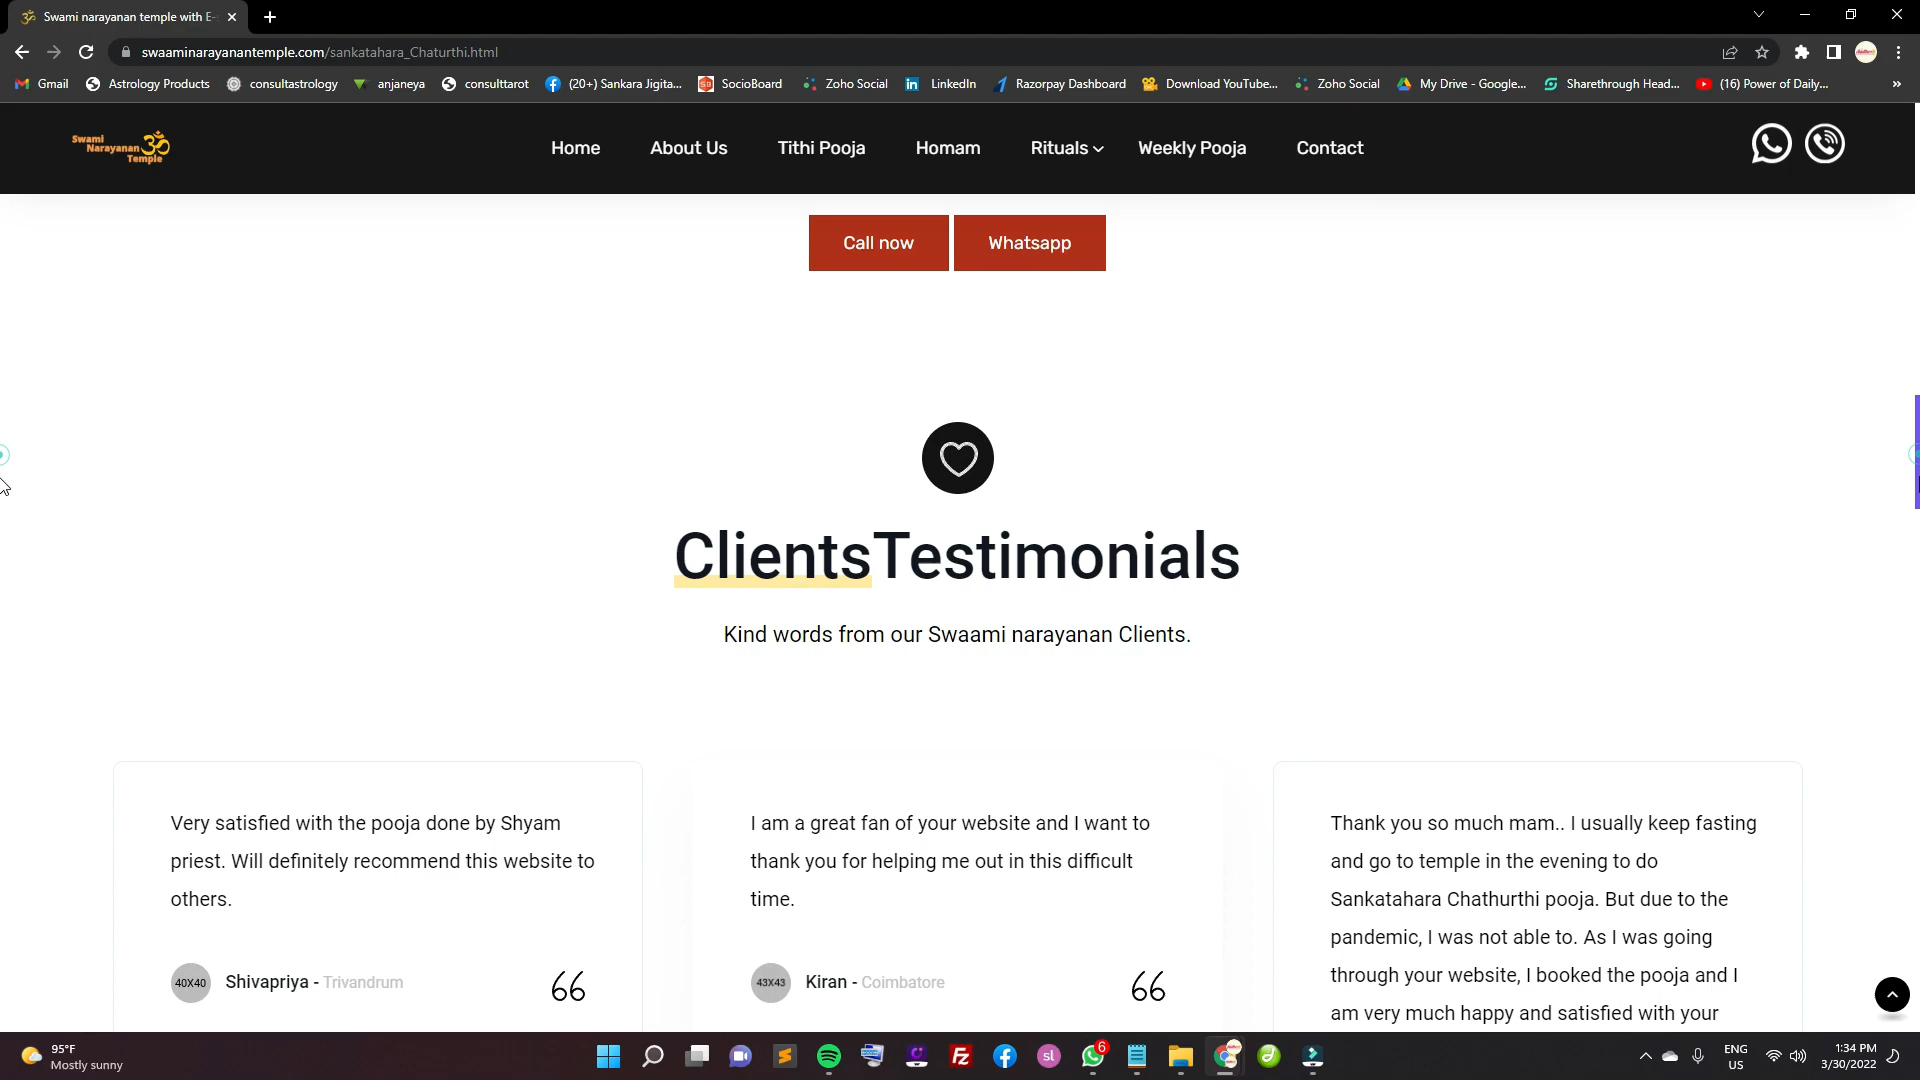 Swami narayanan temple with E-
swaaminarayanantemple.com/sankatahara_Chaturthi.html
Gmail
Astrology Products
consultastrology
anjaneya
consulttarot
(20+) Sankara Jigita...
SocioBoard
Zoho Social
LinkedIn
Razorpay Dashboard
Download YouTube...
Zoho Social
My Drive - Google...
Sharethrough Head...
(16) Power of Daily...
»
Swami
Narayanan
Temple
Home
About Us
Tithi Pooja
Homam
Rituals
Weekly Pooja
Contact
Call now
Whatsapp
ClientsTestimonials
Kind words from our Swaami narayanan Clients.
Very satisfied with the pooja done by Shyam
priest. Will definitely recommend this website to
others.
40X40
Shivapriya - Trivandrum
I am a great fan of your website and I want to
thank you for helping me out in this difficult
time.
43X43
Kiran - Coimbatore
Thank you so much mam.. I usually keep fasting
and go to temple in the evening to do
Sankatahara Chathurthi pooja. But due to the
pandemic, I was not able to. As I was going
through your website, I booked the pooja and I
am very much happy and satisfied with your
95°F
Mostly sunny
6
ENG
US
1:34 PM
3/30/2022